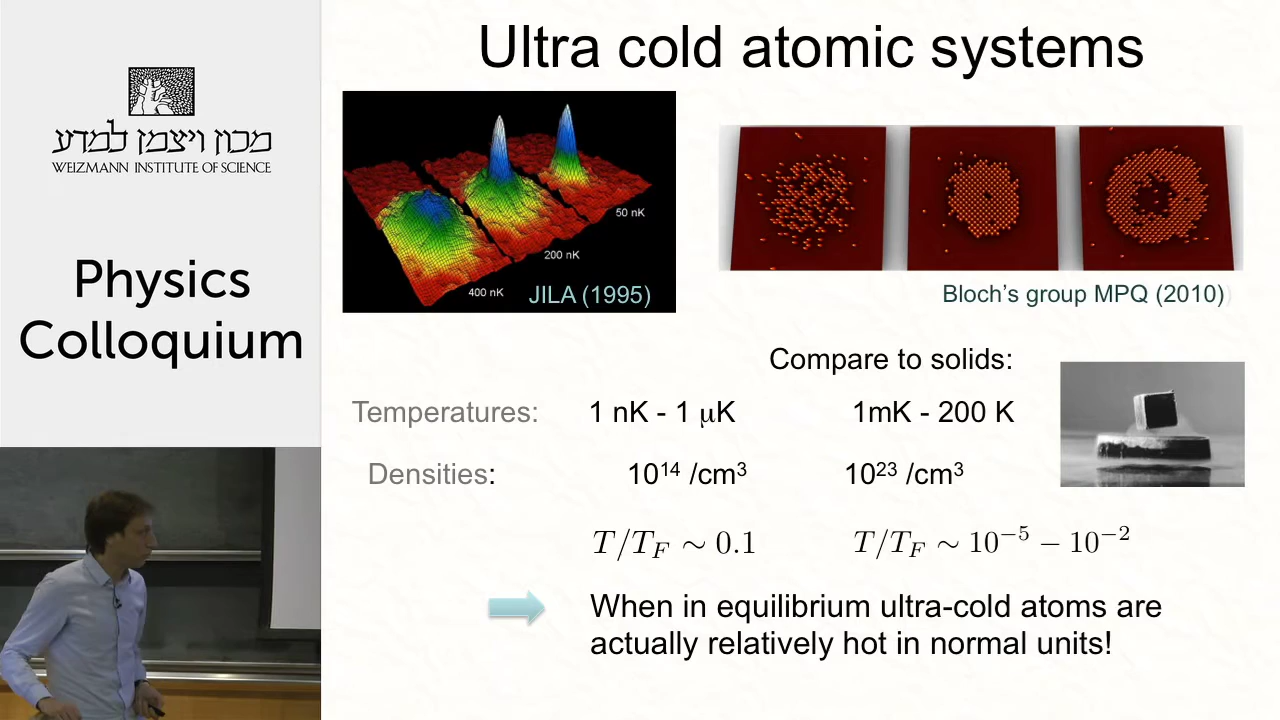 מכון ויצמן למדע
WEIZMANN INSTITUTE OF SCIENCE
Physics
Colloquium
Ultra cold atomic systems
50 nK
200 nK
400 nK
JILA (1995)
Bloch's group MPQ (2010)
Compare to solids:
Temperatures: 1 nK - 1 μK 1mK - 200 K
Densities: 10¹⁴ /cm³ 10²³ /cm³
T/T_F ∼ 0.1 T/T_F ∼ 10⁻⁵ − 10⁻²
When in equilibrium ultra-cold atoms are
actually relatively hot in normal units!